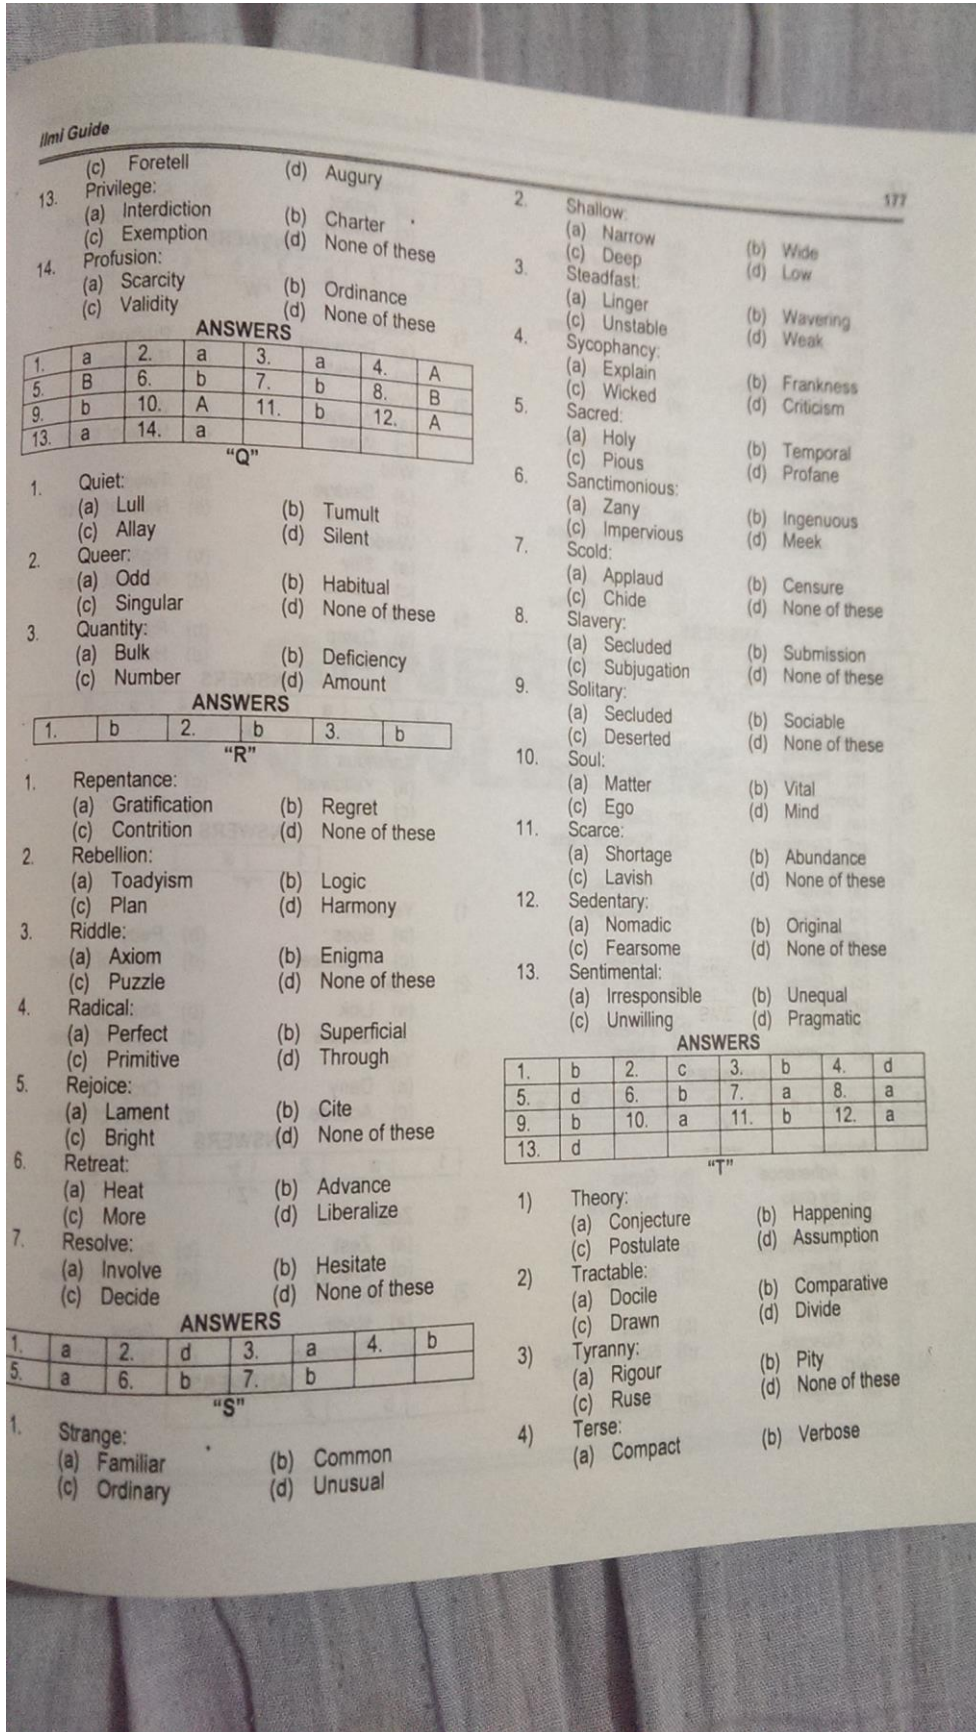 Ilmi Guide
177
(c) Foretell (d) Augury
13. Privilege:
(a) Interdiction (b) Charter
(c) Exemption (d) None of these
14. Profusion:
(a) Scarcity (b) Ordinance
(c) Validity (d) None of these
ANSWERS
1. a 2. a 3. a 4. A
5. B 6. b 7. b 8. B
9. b 10. A 11. b 12. A
13. a 14. a
"Q"
1. Quiet:
(a) Lull (b) Tumult
(c) Allay (d) Silent
2. Queer:
(a) Odd (b) Habitual
(c) Singular (d) None of these
3. Quantity:
(a) Bulk (b) Deficiency
(c) Number (d) Amount
ANSWERS
1. b 2. b 3. b
"R"
1. Repentance:
(a) Gratification (b) Regret
(c) Contrition (d) None of these
2. Rebellion:
(a) Toadyism (b) Logic
(c) Plan (d) Harmony
3. Riddle:
(a) Axiom (b) Enigma
(c) Puzzle (d) None of these
4. Radical:
(a) Perfect (b) Superficial
(c) Primitive (d) Through
5. Rejoice:
(a) Lament (b) Cite
(c) Bright (d) None of these
6. Retreat:
(a) Heat (b) Advance
(c) More (d) Liberalize
7. Resolve:
(a) Involve (b) Hesitate
(c) Decide (d) None of these
ANSWERS
1. a 2. d 3. a 4. b
5. a 6. b 7. b
"S"
1. Strange:
(a) Familiar (b) Common
(c) Ordinary (d) Unusual
2. Shallow:
(a) Narrow (b) Wide
(c) Deep (d) Low
3. Steadfast:
(a) Linger (b) Wavering
(c) Unstable (d) Weak
4. Sycophancy:
(a) Explain (b) Frankness
(c) Wicked (d) Criticism
5. Sacred:
(a) Holy (b) Temporal
(c) Pious (d) Profane
6. Sanctimonious:
(a) Zany (b) Ingenuous
(c) Impervious (d) Meek
7. Scold:
(a) Applaud (b) Censure
(c) Chide (d) None of these
8. Slavery:
(a) Secluded (b) Submission
(c) Subjugation (d) None of these
9. Solitary:
(a) Secluded (b) Sociable
(c) Deserted (d) None of these
10. Soul:
(a) Matter (b) Vital
(c) Ego (d) Mind
11. Scarce:
(a) Shortage (b) Abundance
(c) Lavish (d) None of these
12. Sedentary:
(a) Nomadic (b) Original
(c) Fearsome (d) None of these
13. Sentimental:
(a) Irresponsible (b) Unequal
(c) Unwilling (d) Pragmatic
ANSWERS
1. b 2. c 3. b 4. d
5. d 6. b 7. a 8. a
9. b 10. a 11. b 12. a
13. d
"T"
1) Theory:
(a) Conjecture (b) Happening
(c) Postulate (d) Assumption
2) Tractable:
(a) Docile (b) Comparative
(c) Drawn (d) Divide
3) Tyranny:
(a) Rigour (b) Pity
(c) Ruse (d) None of these
4) Terse:
(a) Compact (b) Verbose